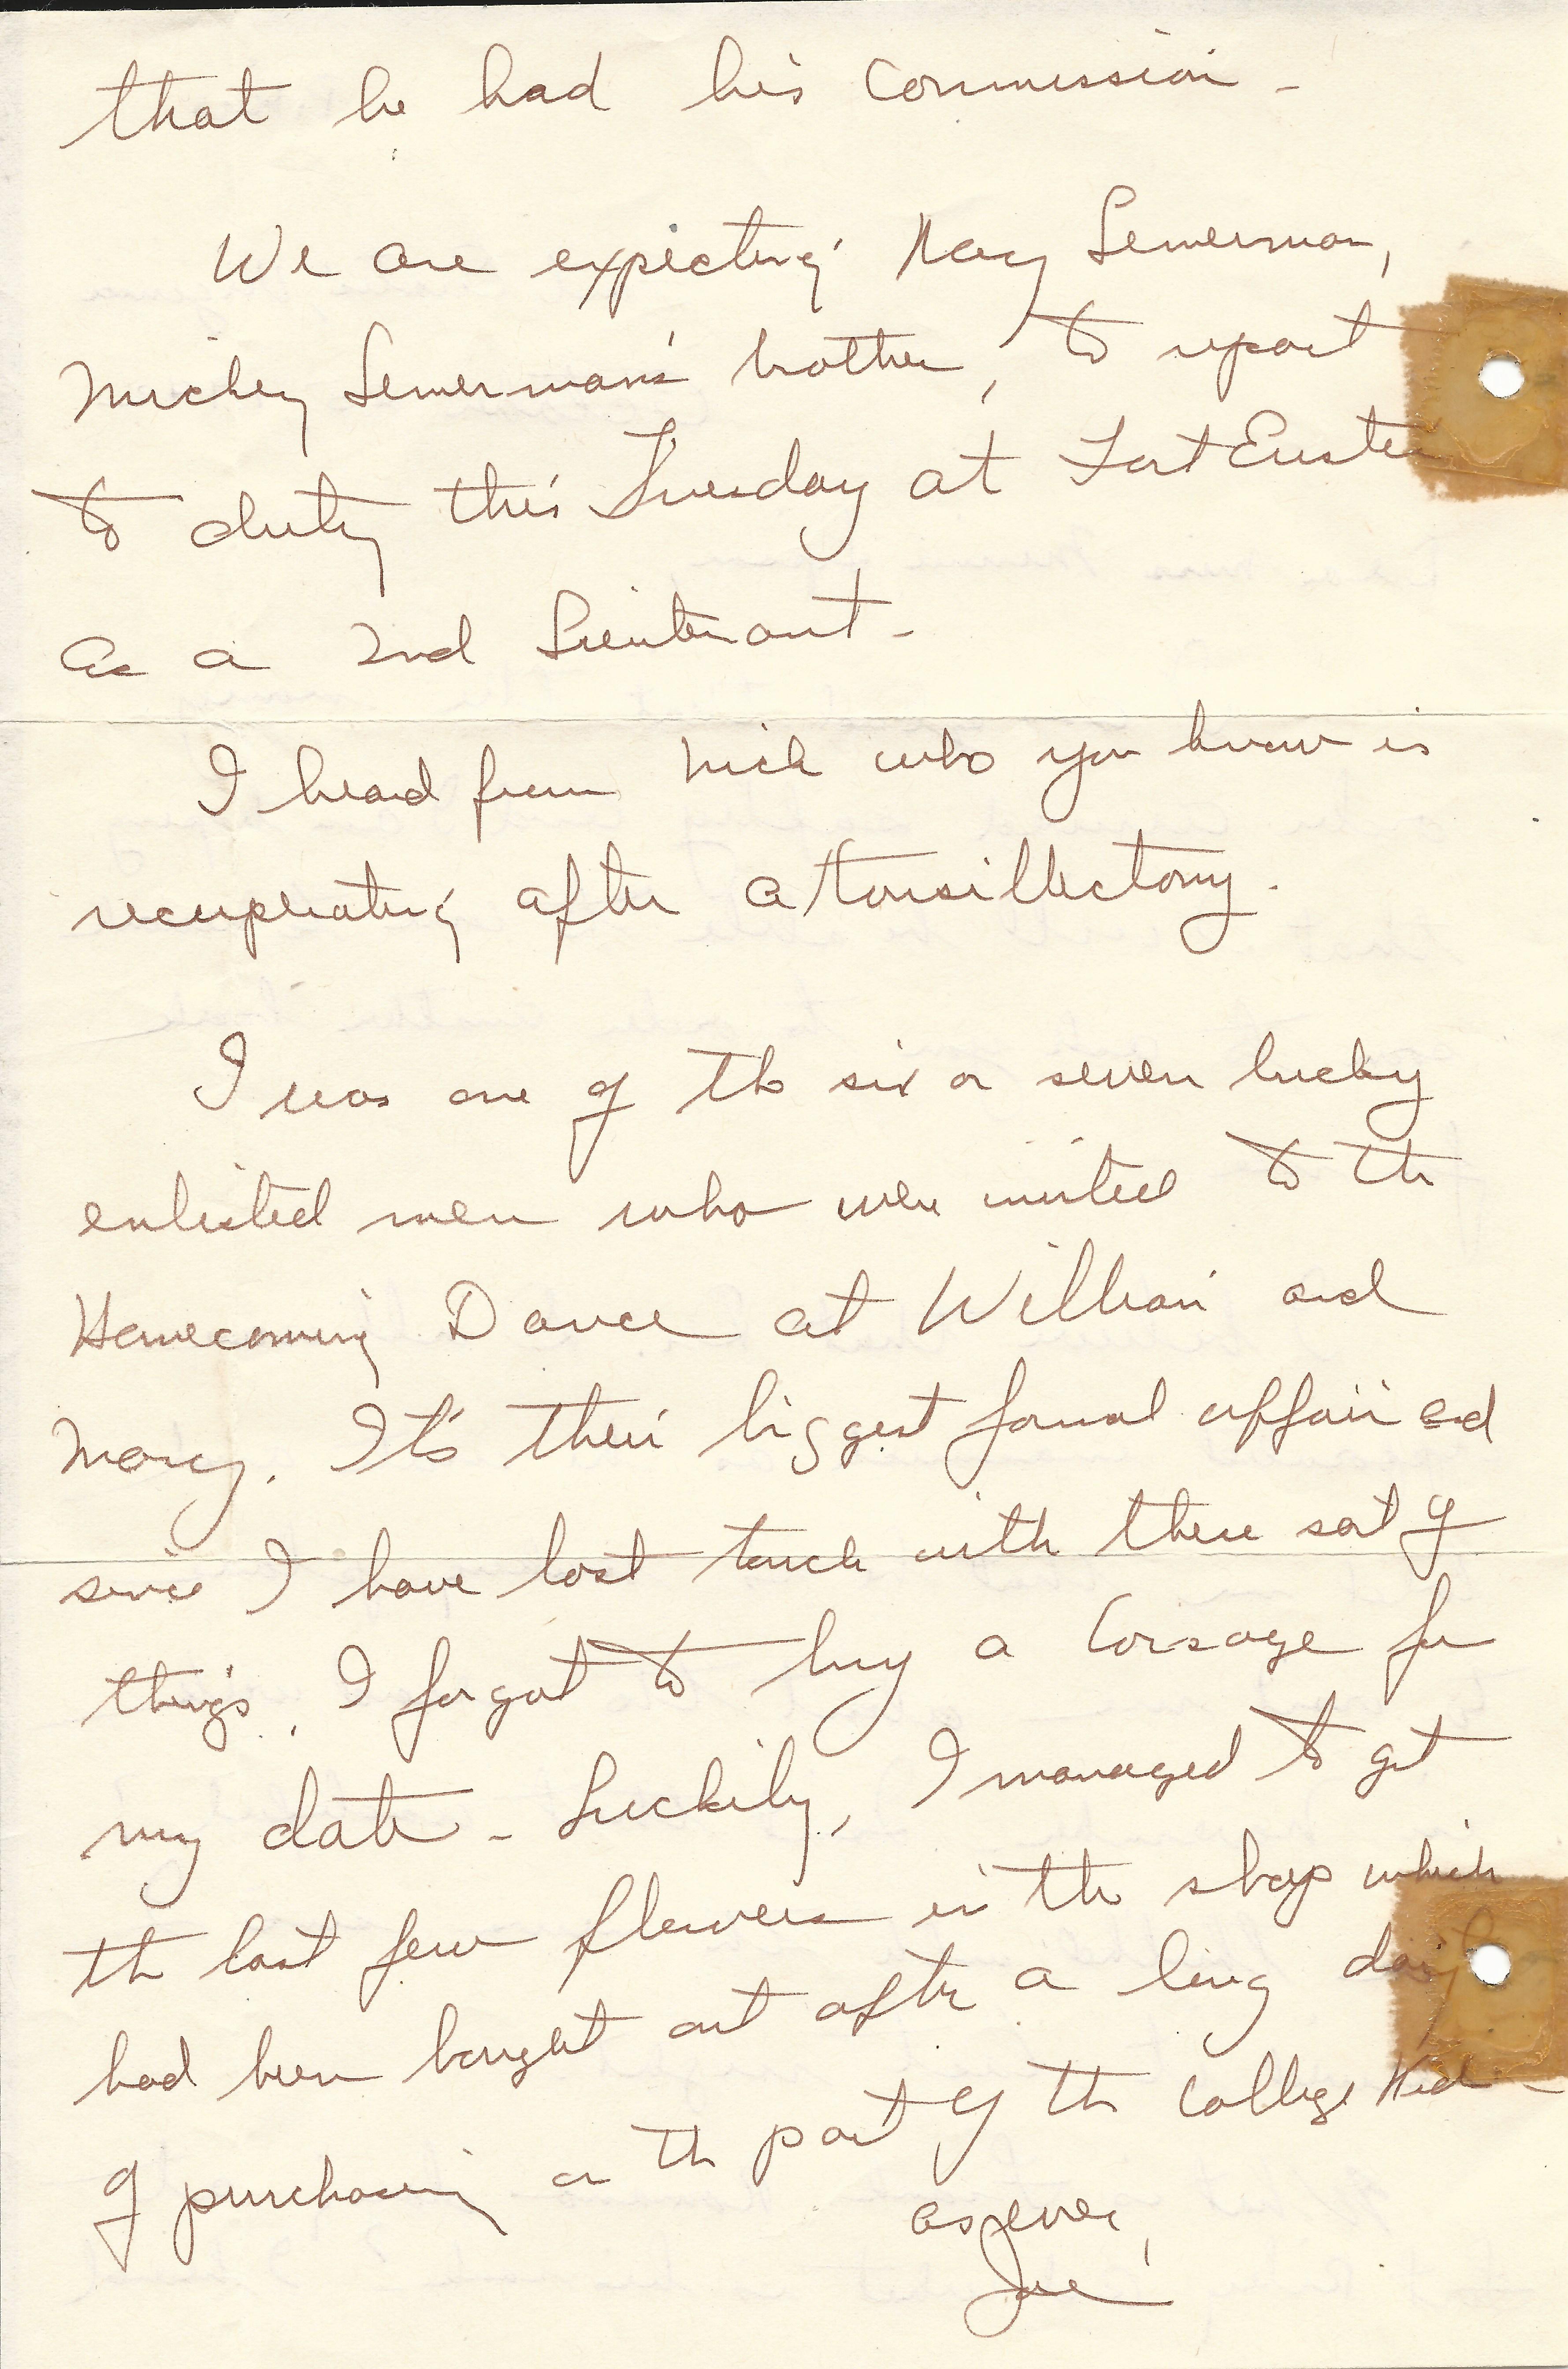 that he had his commission -
We are expecting Lewerman,
Mickey Lewerman's brother, to report
to duty this Tuesday at Fort Eustis
as a 2nd Lieutenant -
I heard from Nick who you know is
recuperating after a tonsillectomy.
I was one of the six or seven lucky
enlisted men who were invited to the
Homecoming Dance at William and
Mary. It's their biggest formal affair and
since I have lost touch with these sort of
things, I forgot to buy a Corsage for
my date - Luckily, I managed to get
the last few flowers in the shop which
had been bought out after a long day
of purchasing on the part of the college kids -
as ever,
Joe